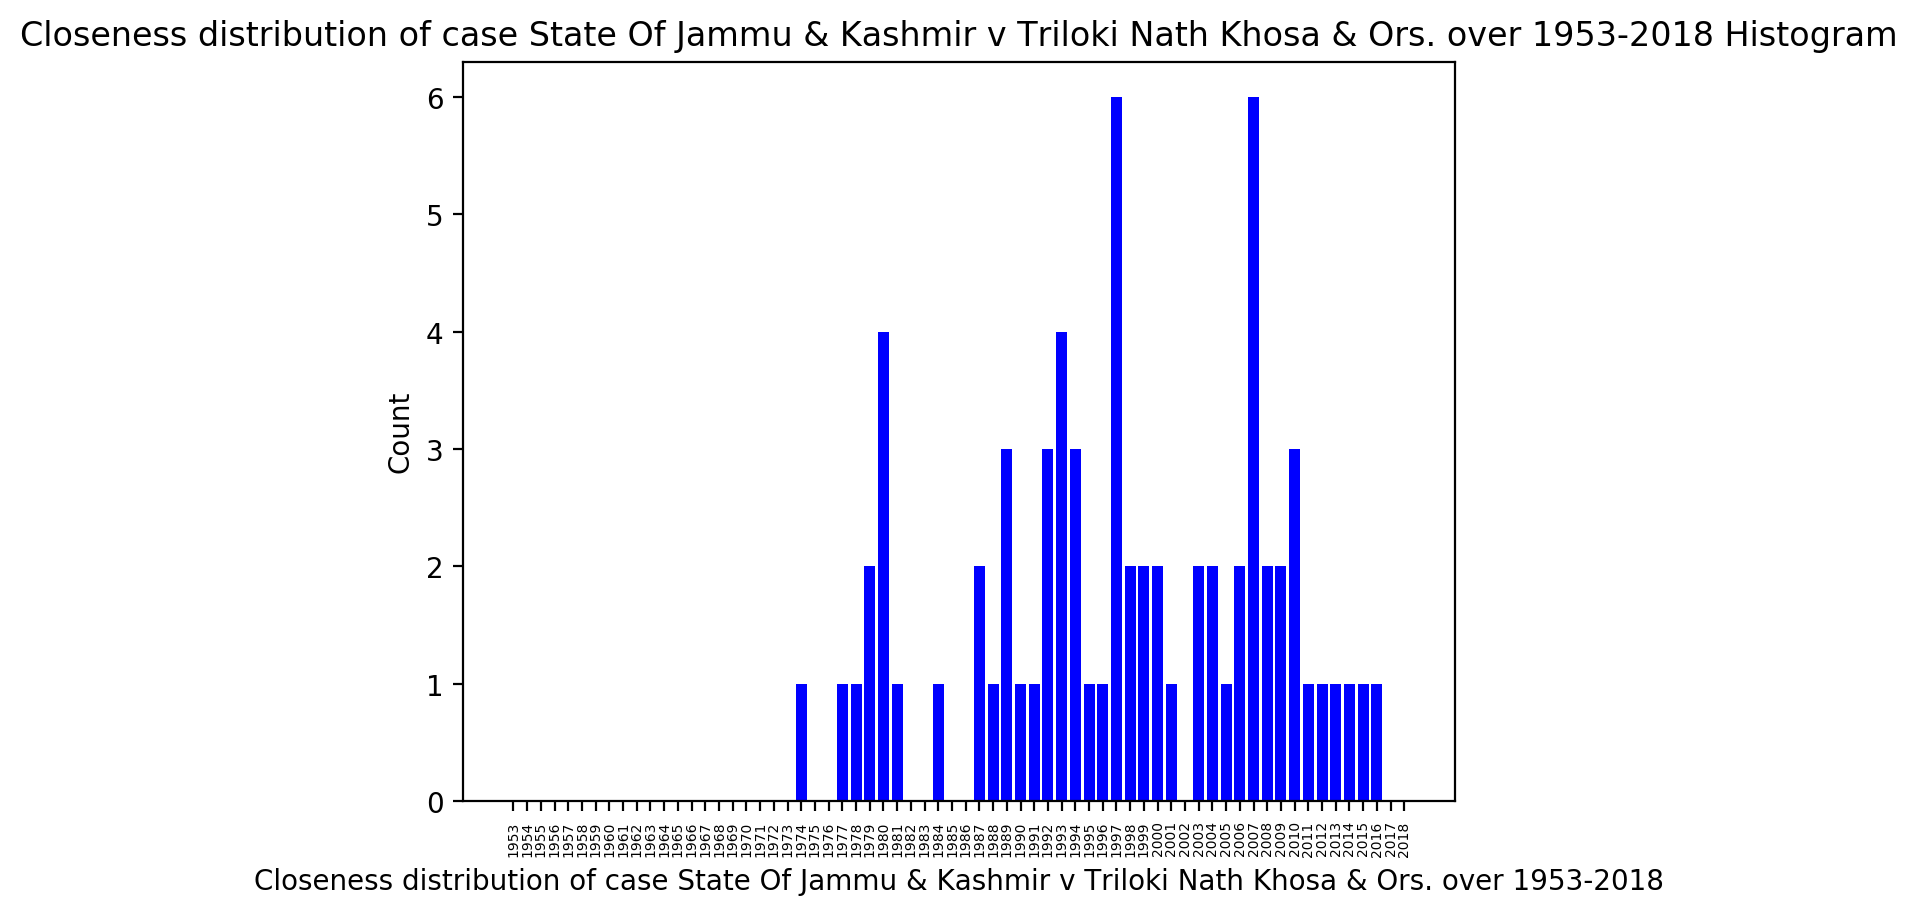 Closeness distribution of case State Of Jammu & Kashmir v Triloki Nath Khosa & Ors. over 1953-2018 Histogram
6
5
4
3
2
1
0
Count
1953 1954 1955 1956 1957 1958 1959 1960 1961 1962 1963 1964 1965 1966 1967 1968 1969 1970 1971 1972 1973 1974 1975 1976 1977 1978 1979 1980 1981 1982 1983 1984 1985 1986 1987 1988 1989 1990 1991 1992 1993 1994 1995 1996 1997 1998 1999 2000 2001 2002 2003 2004 2005 2006 2007 2008 2009 2010 2011 2012 2013 2014 2015 2016 2017 2018
Closeness distribution of case State Of Jammu & Kashmir v Triloki Nath Khosa & Ors. over 1953-2018